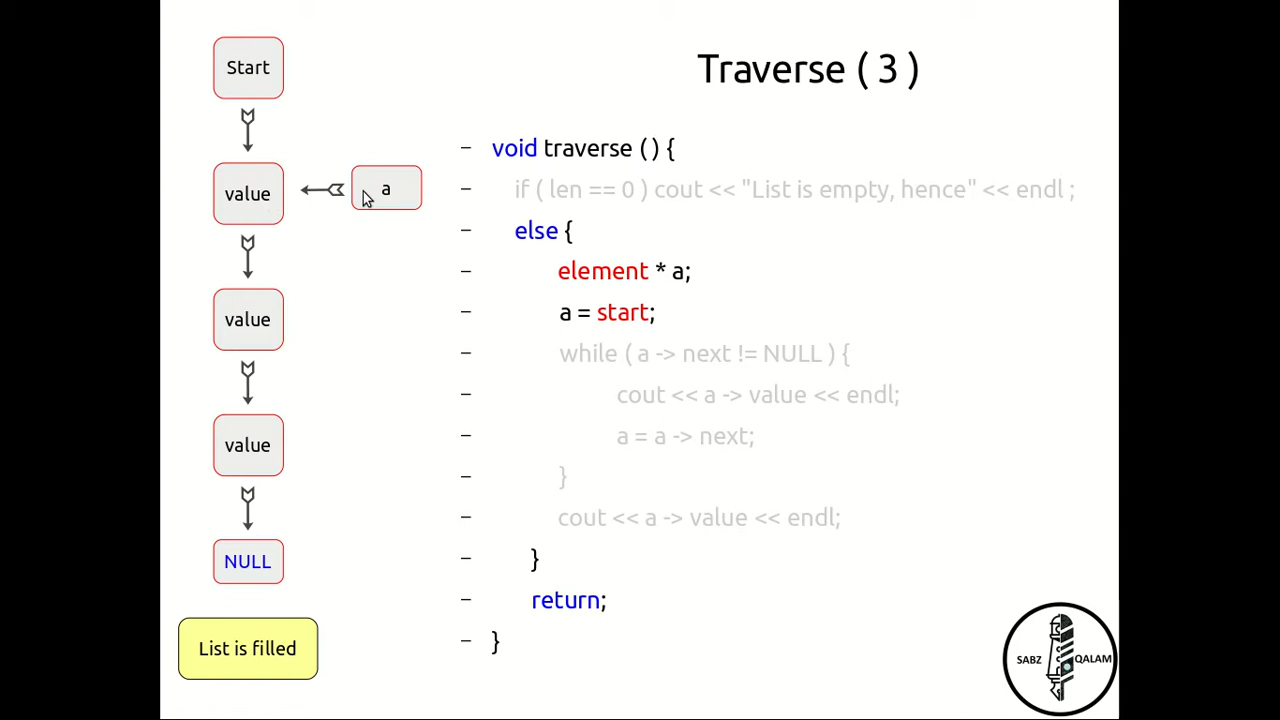 Traverse ( 3 )
Start
value
a
value
value
NULL
List is filled
– void traverse ( ) {
– if ( len == 0 ) cout << "List is empty, hence" << endl ;
– else {
– element * a;
– a = start;
– while ( a -> next != NULL ) {
– cout << a -> value << endl;
– a = a -> next;
– }
– cout << a -> value << endl;
– }
– return;
– }
SABZ QALAM